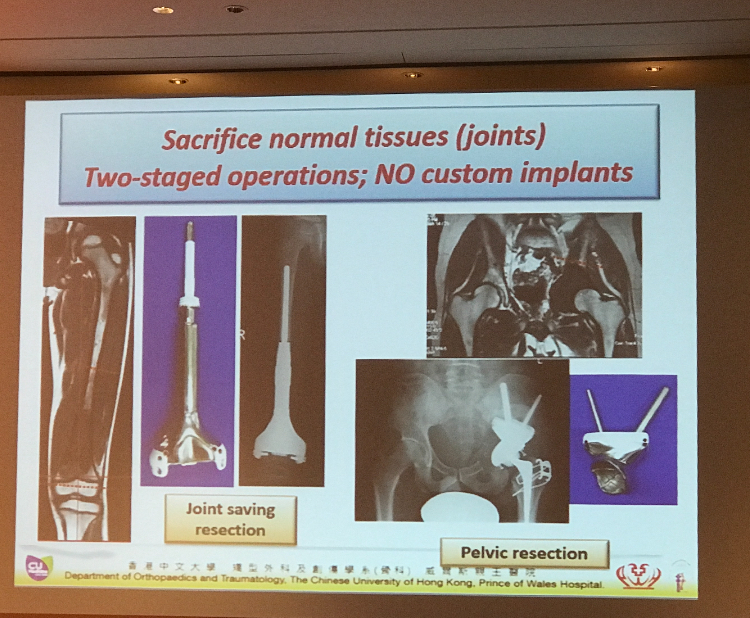 Sacrifice normal tissues (joints)
Two-staged operations; NO custom implants
R
L
Joint saving
resection
Pelvic resection
CU
香港中文大學 矯型外科及創傷學系(骨科) 威爾斯親王醫院
Department of Orthopaedics and Traumatology, The Chinese University of Hong Kong, Prince of Wales Hospital.